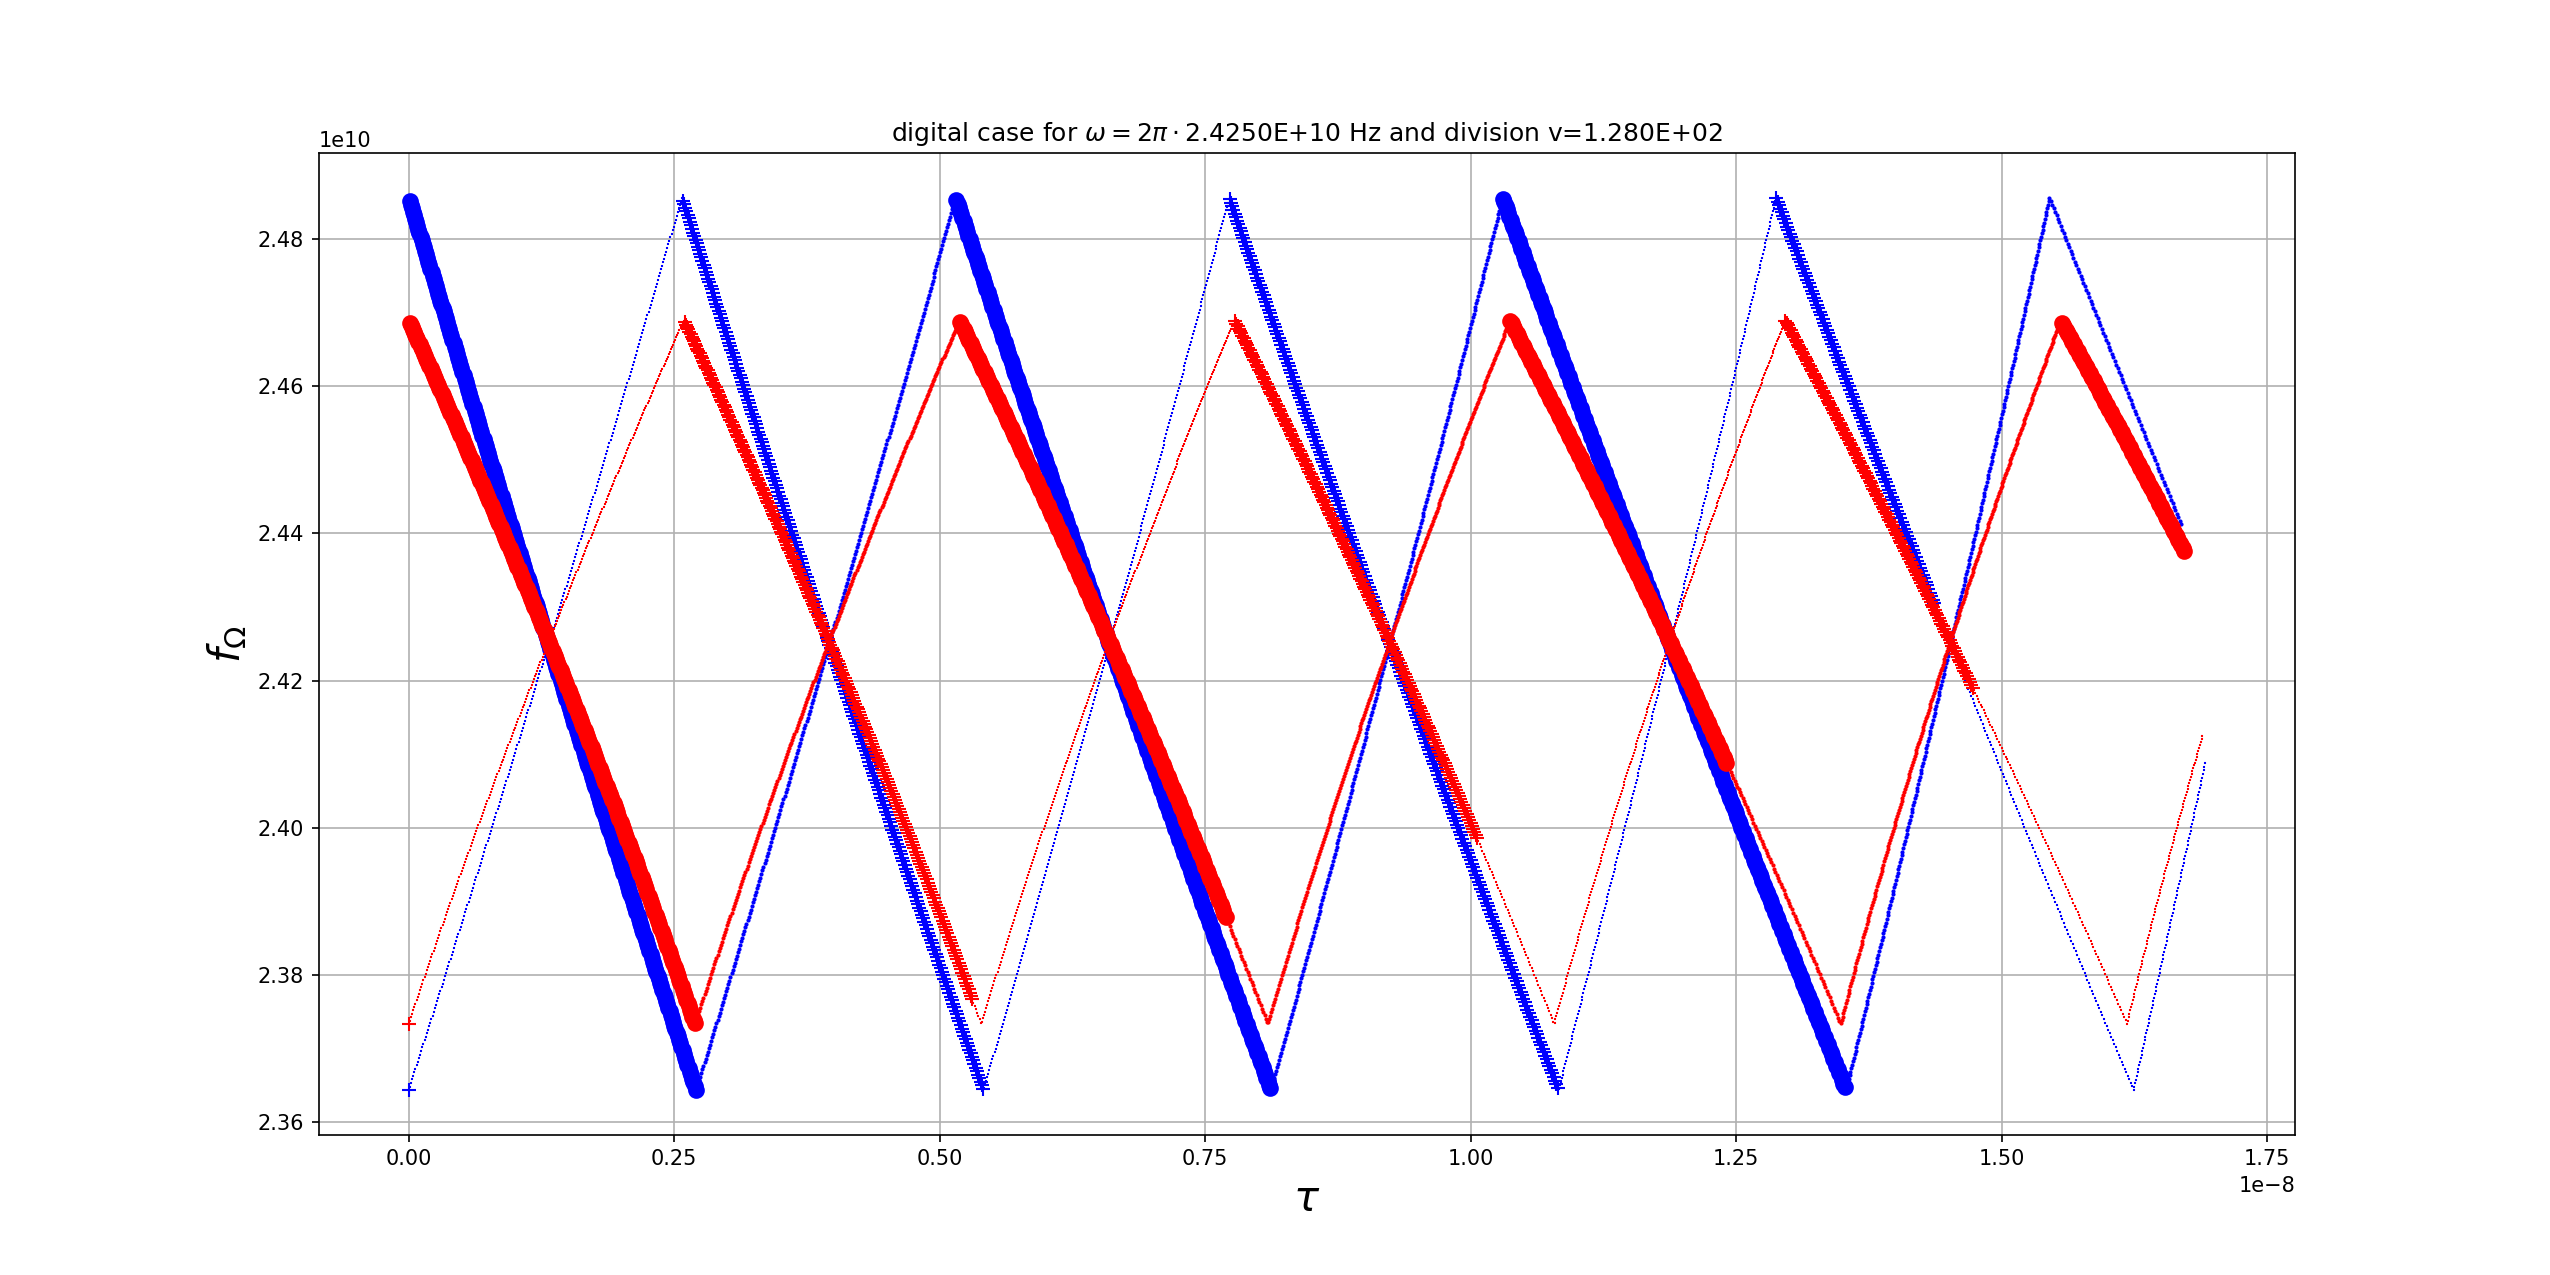 digital case for ω = 2π · 2.4250E+10 Hz and division v=1.280E+02
1e10
2.48
2.46
2.44
2.42
2.40
2.38
2.36
fΩ
0.00 0.25 0.50 0.75 1.00 1.25 1.50 1.75
1e−8
τ